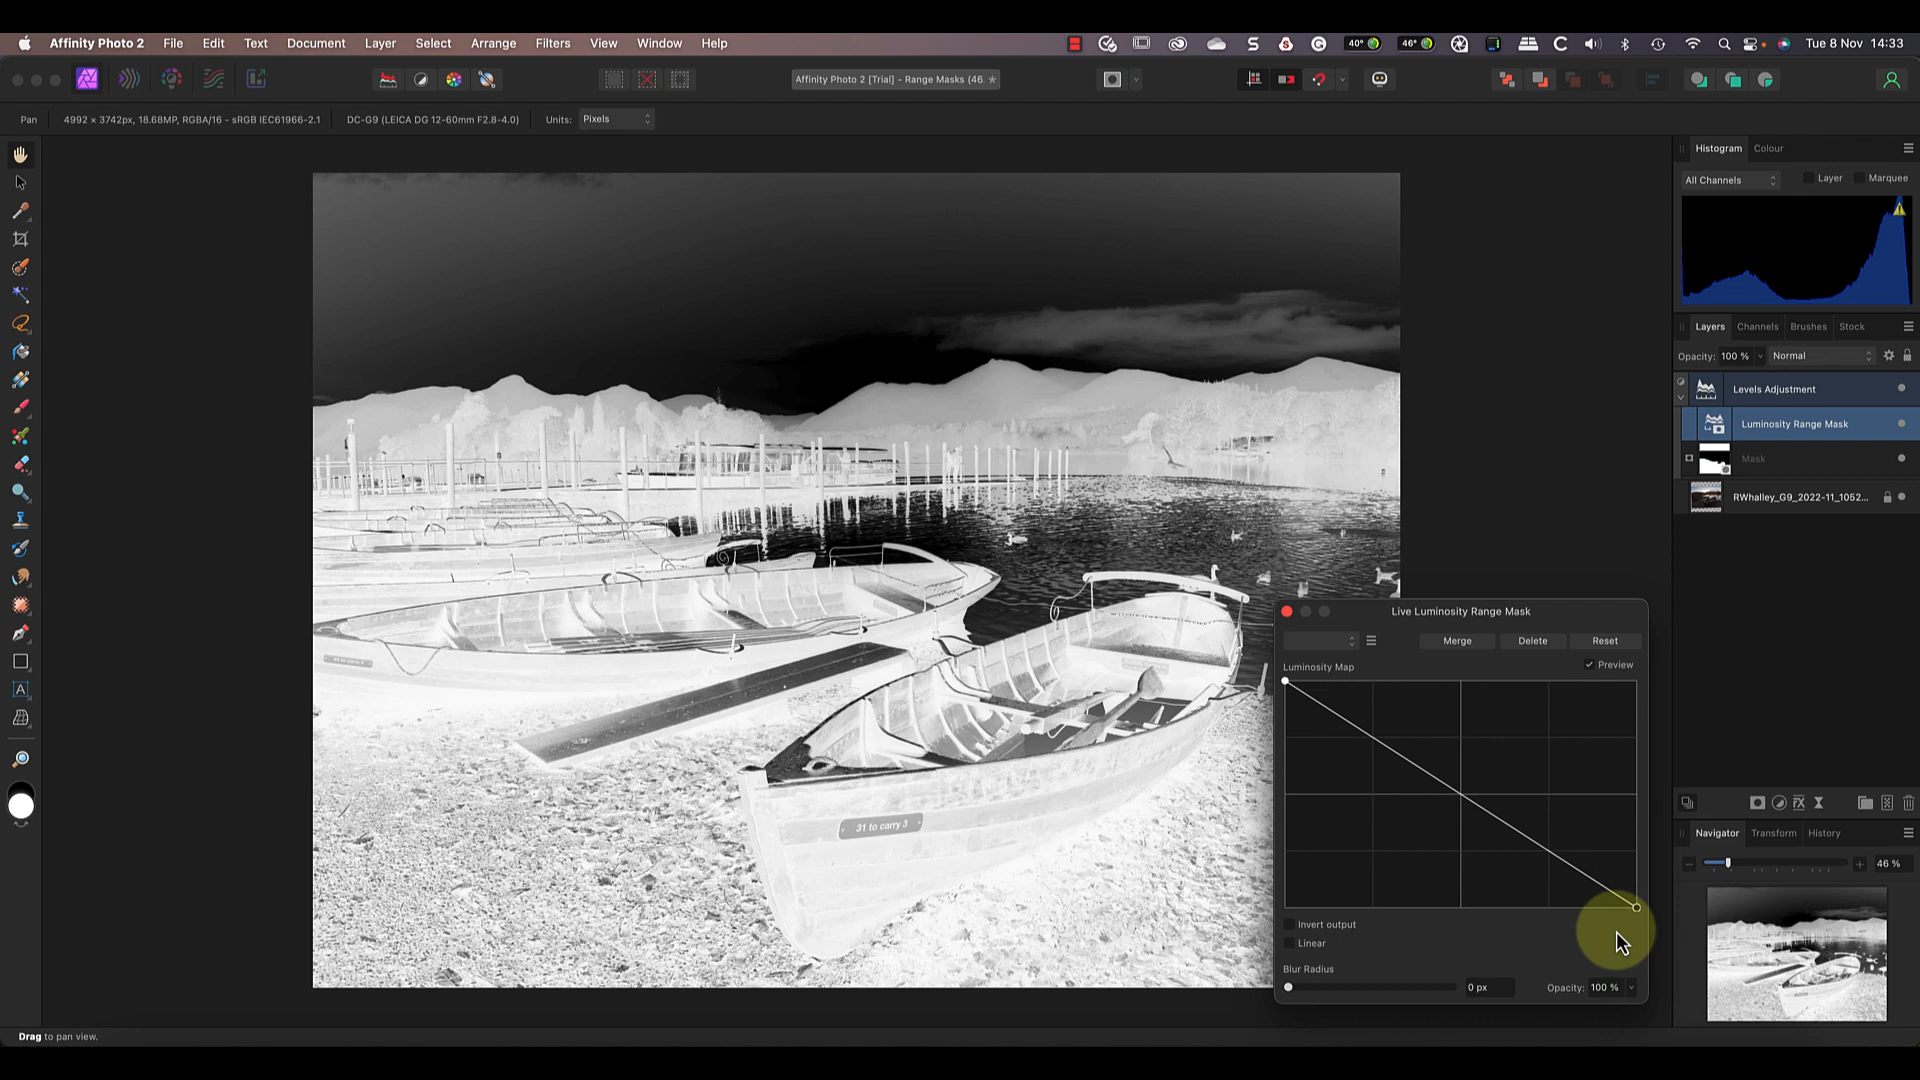 Affinity Photo 2 File Edit Text Document Layer Select Arrange Filters View Window Help 40° 46° Tue 8 Nov 14:33
Affinity Photo 2 [Trial] - Range Masks (46.
Pan 4992 × 3742px, 18.68MP, RGBA/16 - sRGB IEC61966-2.1 DC-G9 (LEICA DG 12-60mm F2.8-4.0) Units: Pixels
Histogram Colour
All Channels Layer Marquee
Layers Channels Brushes Stock
Opacity: 100 % Normal
Levels Adjustment
Luminosity Range Mask
Mask
RWhalley_G9_2022-11_1052...
31 to carry 3
Live Luminosity Range Mask
Merge Delete Reset
Luminosity Map Preview
Invert output
Linear
Blur Radius
0 px Opacity: 100 %
Navigator Transform History
46 %
Drag to pan view.